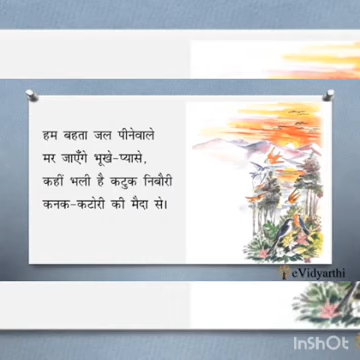 हम बहता जल पीनेवाले
मर जाएँगे भूखे-प्यासे,
कहीं भली है कटुक निबौरी
कनक-कटोरी की मैदा से।
eVidyarthi
InShOt